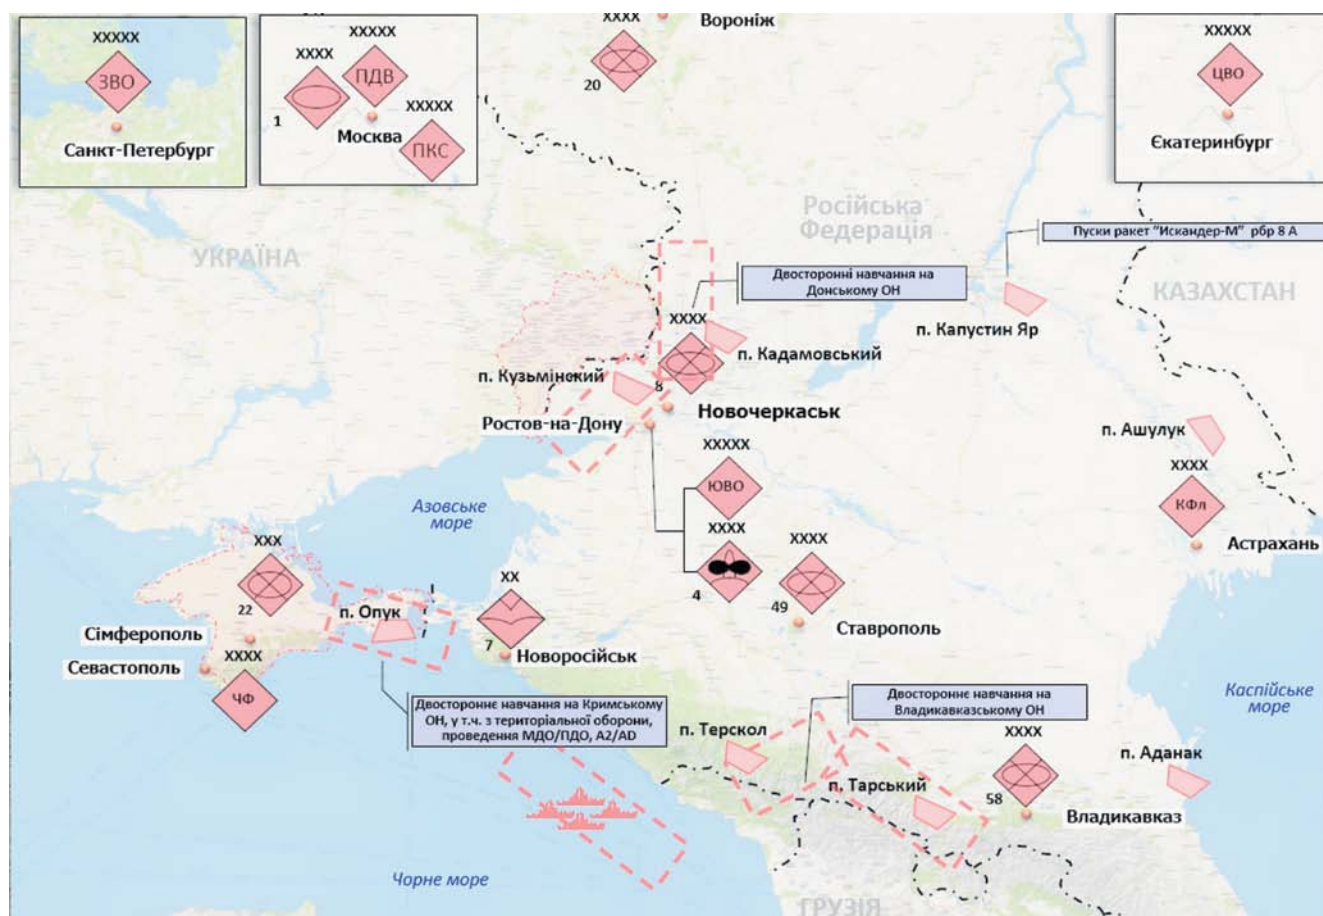 XXXXX
ЗВО
Санкт-Петербург
XXXXX
XXXX
ПДВ
XXXXX
1
Москва
ПКС
XXXX
Вороніж
20
XXXXX
ЦВО
Єкатеринбург
УКРАЇНА
Російська
Федерація
Пуски ракет "Искандер-М" рбр 8 А
КАЗАХСТАН
Двосторонні навчання на
Донському ОН
п. Капустин Яр
XXXX
п. Кадамовський
п. Кузьмінский
8
Новочеркаськ
Ростов-на-Дону
п. Ашулук
XXXXX
ЮВО
XXXX
КФл
Астрахань
Азовське
море
XXXX
4
XXXX
49
Ставрополь
XXX
22
п. Опук
XX
7
Новоросійськ
Сімферополь
Севастополь
XXXX
ЧФ
Двостороннє навчання на Кримському
ОН, у т.ч. з територіальної оборони,
проведення МДО/ПДО, A2/AD
Двостороннє навчання на
Владикавказському ОН
Каспійське
море
п. Терскол
XXXX
п. Тарський
58
Владикавказ
п. Аданак
Чорне море
ГРУЗІЯ